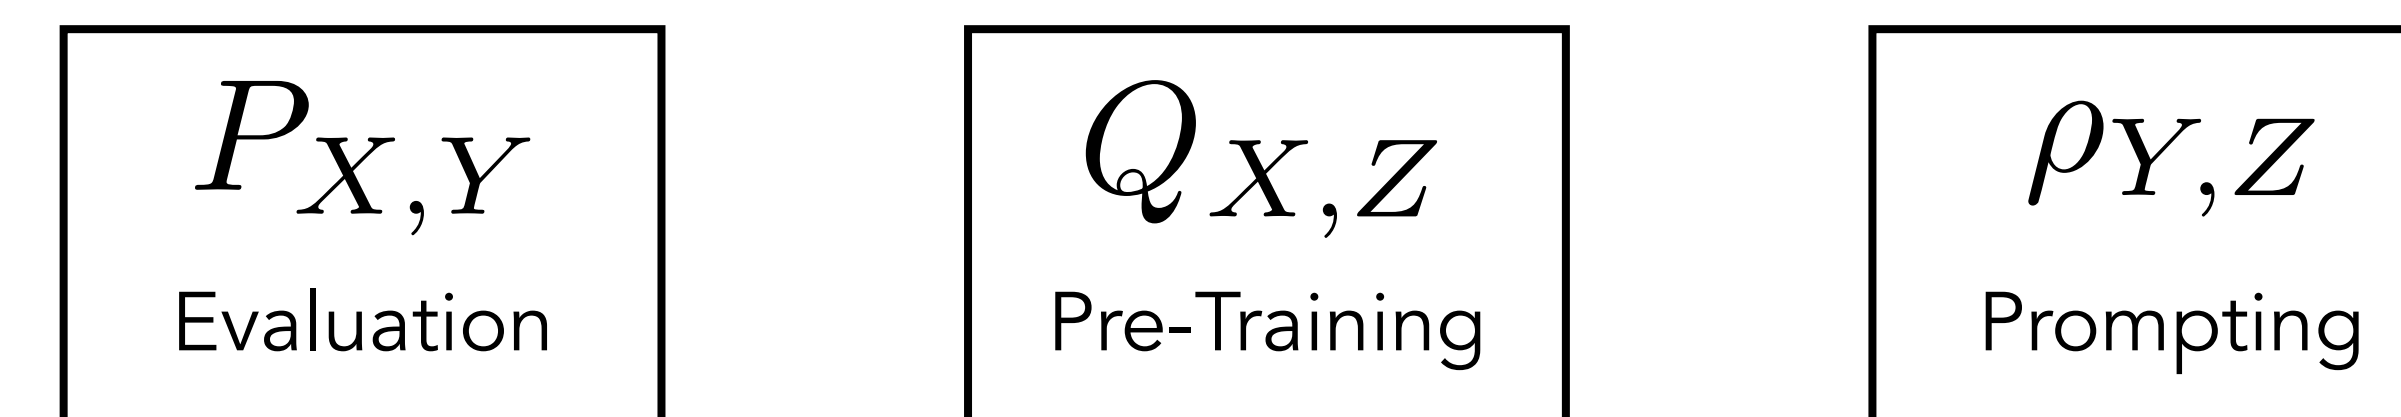 P_{X,Y} Q_{X,Z} ρ_{Y,Z}
Evaluation Pre-Training Prompting